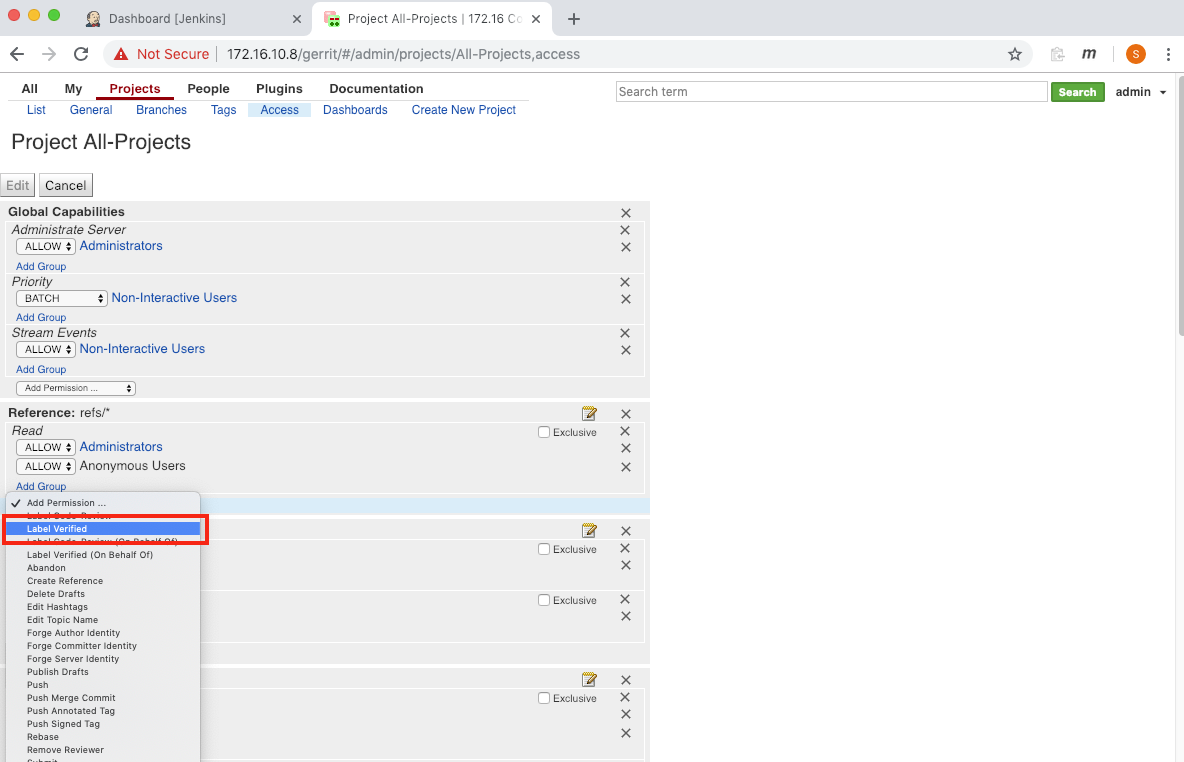 Dashboard [Jenkins]
Project All-Projects | 172.16 Co
Not Secure
172.16.10.8/gerrit/#/admin/projects/All-Projects,access
m
S
All My Projects People Plugins Documentation
Search term
Search
admin
List General Branches Tags Access Dashboards Create New Project
Project All-Projects
Edit Cancel
Global Capabilities
Administrate Server
ALLOW Administrators
Add Group
Priority
BATCH Non-Interactive Users
Add Group
Stream Events
ALLOW Non-Interactive Users
Add Group
Add Permission ...
Reference: refs/*
Read
Exclusive
ALLOW Administrators
ALLOW Anonymous Users
Add Group
Add Permission ...
Label Code-Review
Label Verified
Label Code-Review (On Behalf Of)
Exclusive
Label Verified (On Behalf Of)
Abandon
Create Reference
Delete Drafts
Exclusive
Edit Hashtags
Edit Topic Name
Forge Author Identity
Forge Committer Identity
Forge Server Identity
Publish Drafts
Push
Push Merge Commit
Exclusive
Push Annotated Tag
Push Signed Tag
Rebase
Remove Reviewer
Submit